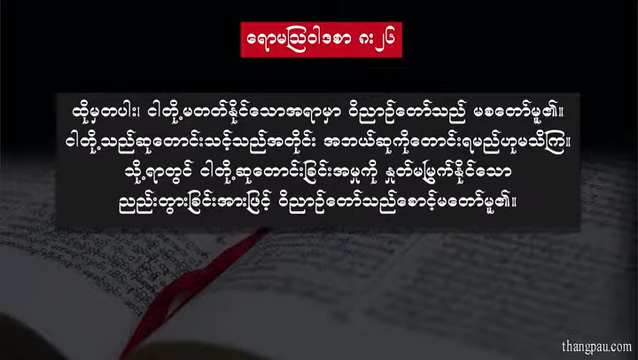 ရောမဩဝါဒစာ ၈း၂၆
ထိုမှတပါး၊ ငါတို့မတတ်နိုင်သောအရာမှာ ဝိညာဉ်တော်သည် မစတော်မူ၏။
ငါတို့သည်ဆုတောင်းသင့်သည်အတိုင်း အဘယ်ဆုကိုတောင်းရမည်ဟုမသိကြ။
သို့ရာတွင် ငါတို့ဆုတောင်းခြင်းအမှုကို နှုတ်မမြွက်နိုင်သော
ညည်းတွားခြင်းအားဖြင့် ဝိညာဉ်တော်သည်စောင့်မတော်မူ၏။
thangpau.com